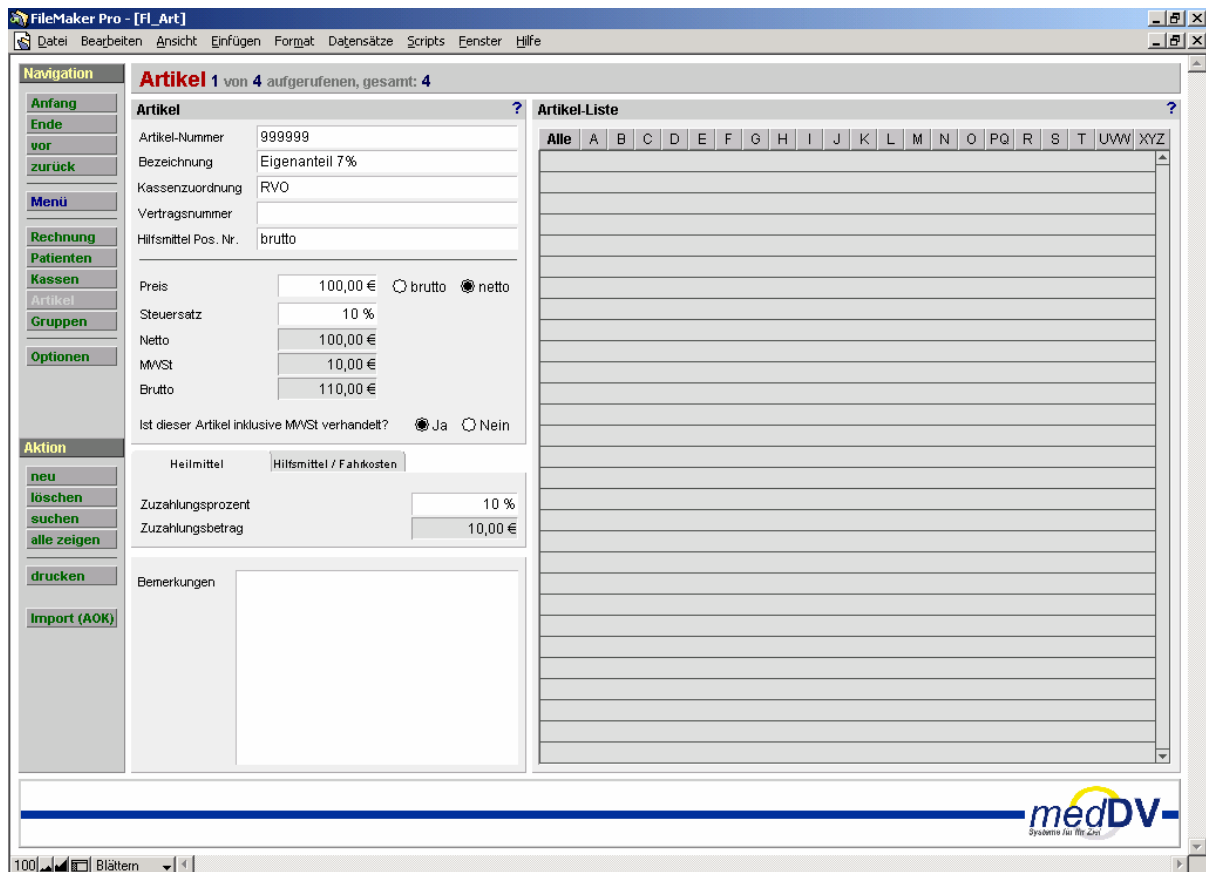 FileMaker Pro - [Fl_Art]
Datei Bearbeiten Ansicht Einfügen Format Datensätze Scripts Fenster Hilfe
Navigation
Anfang
Ende
vor
zurück
Menü
Rechnung
Patienten
Kassen
Artikel
Gruppen
Optionen
Aktion
neu
löschen
suchen
alle zeigen
drucken
Import (AOK)
Artikel 1 von 4 aufgerufenen, gesamt: 4
Artikel ?
Artikel-Nummer 999999
Bezeichnung Eigenanteil 7%
Kassenzuordnung RVO
Vertragsnummer
Hilfsmittel Pos. Nr. brutto
Preis 100,00 € brutto netto
Steuersatz 10 %
Netto 100,00 €
MWSt 10,00 €
Brutto 110,00 €
Ist dieser Artikel inklusive MWSt verhandelt? Ja Nein
Heilmittel Hilfsmittel / Fahrkosten
Zuzahlungsprozent 10 %
Zuzahlungsbetrag 10,00 €
Bemerkungen
Artikel-Liste ?
Alle A B C D E F G H I J K L M N O PQ R S T UVW XYZ
medDV
Systeme für Ihr Ziel
100 Blättern